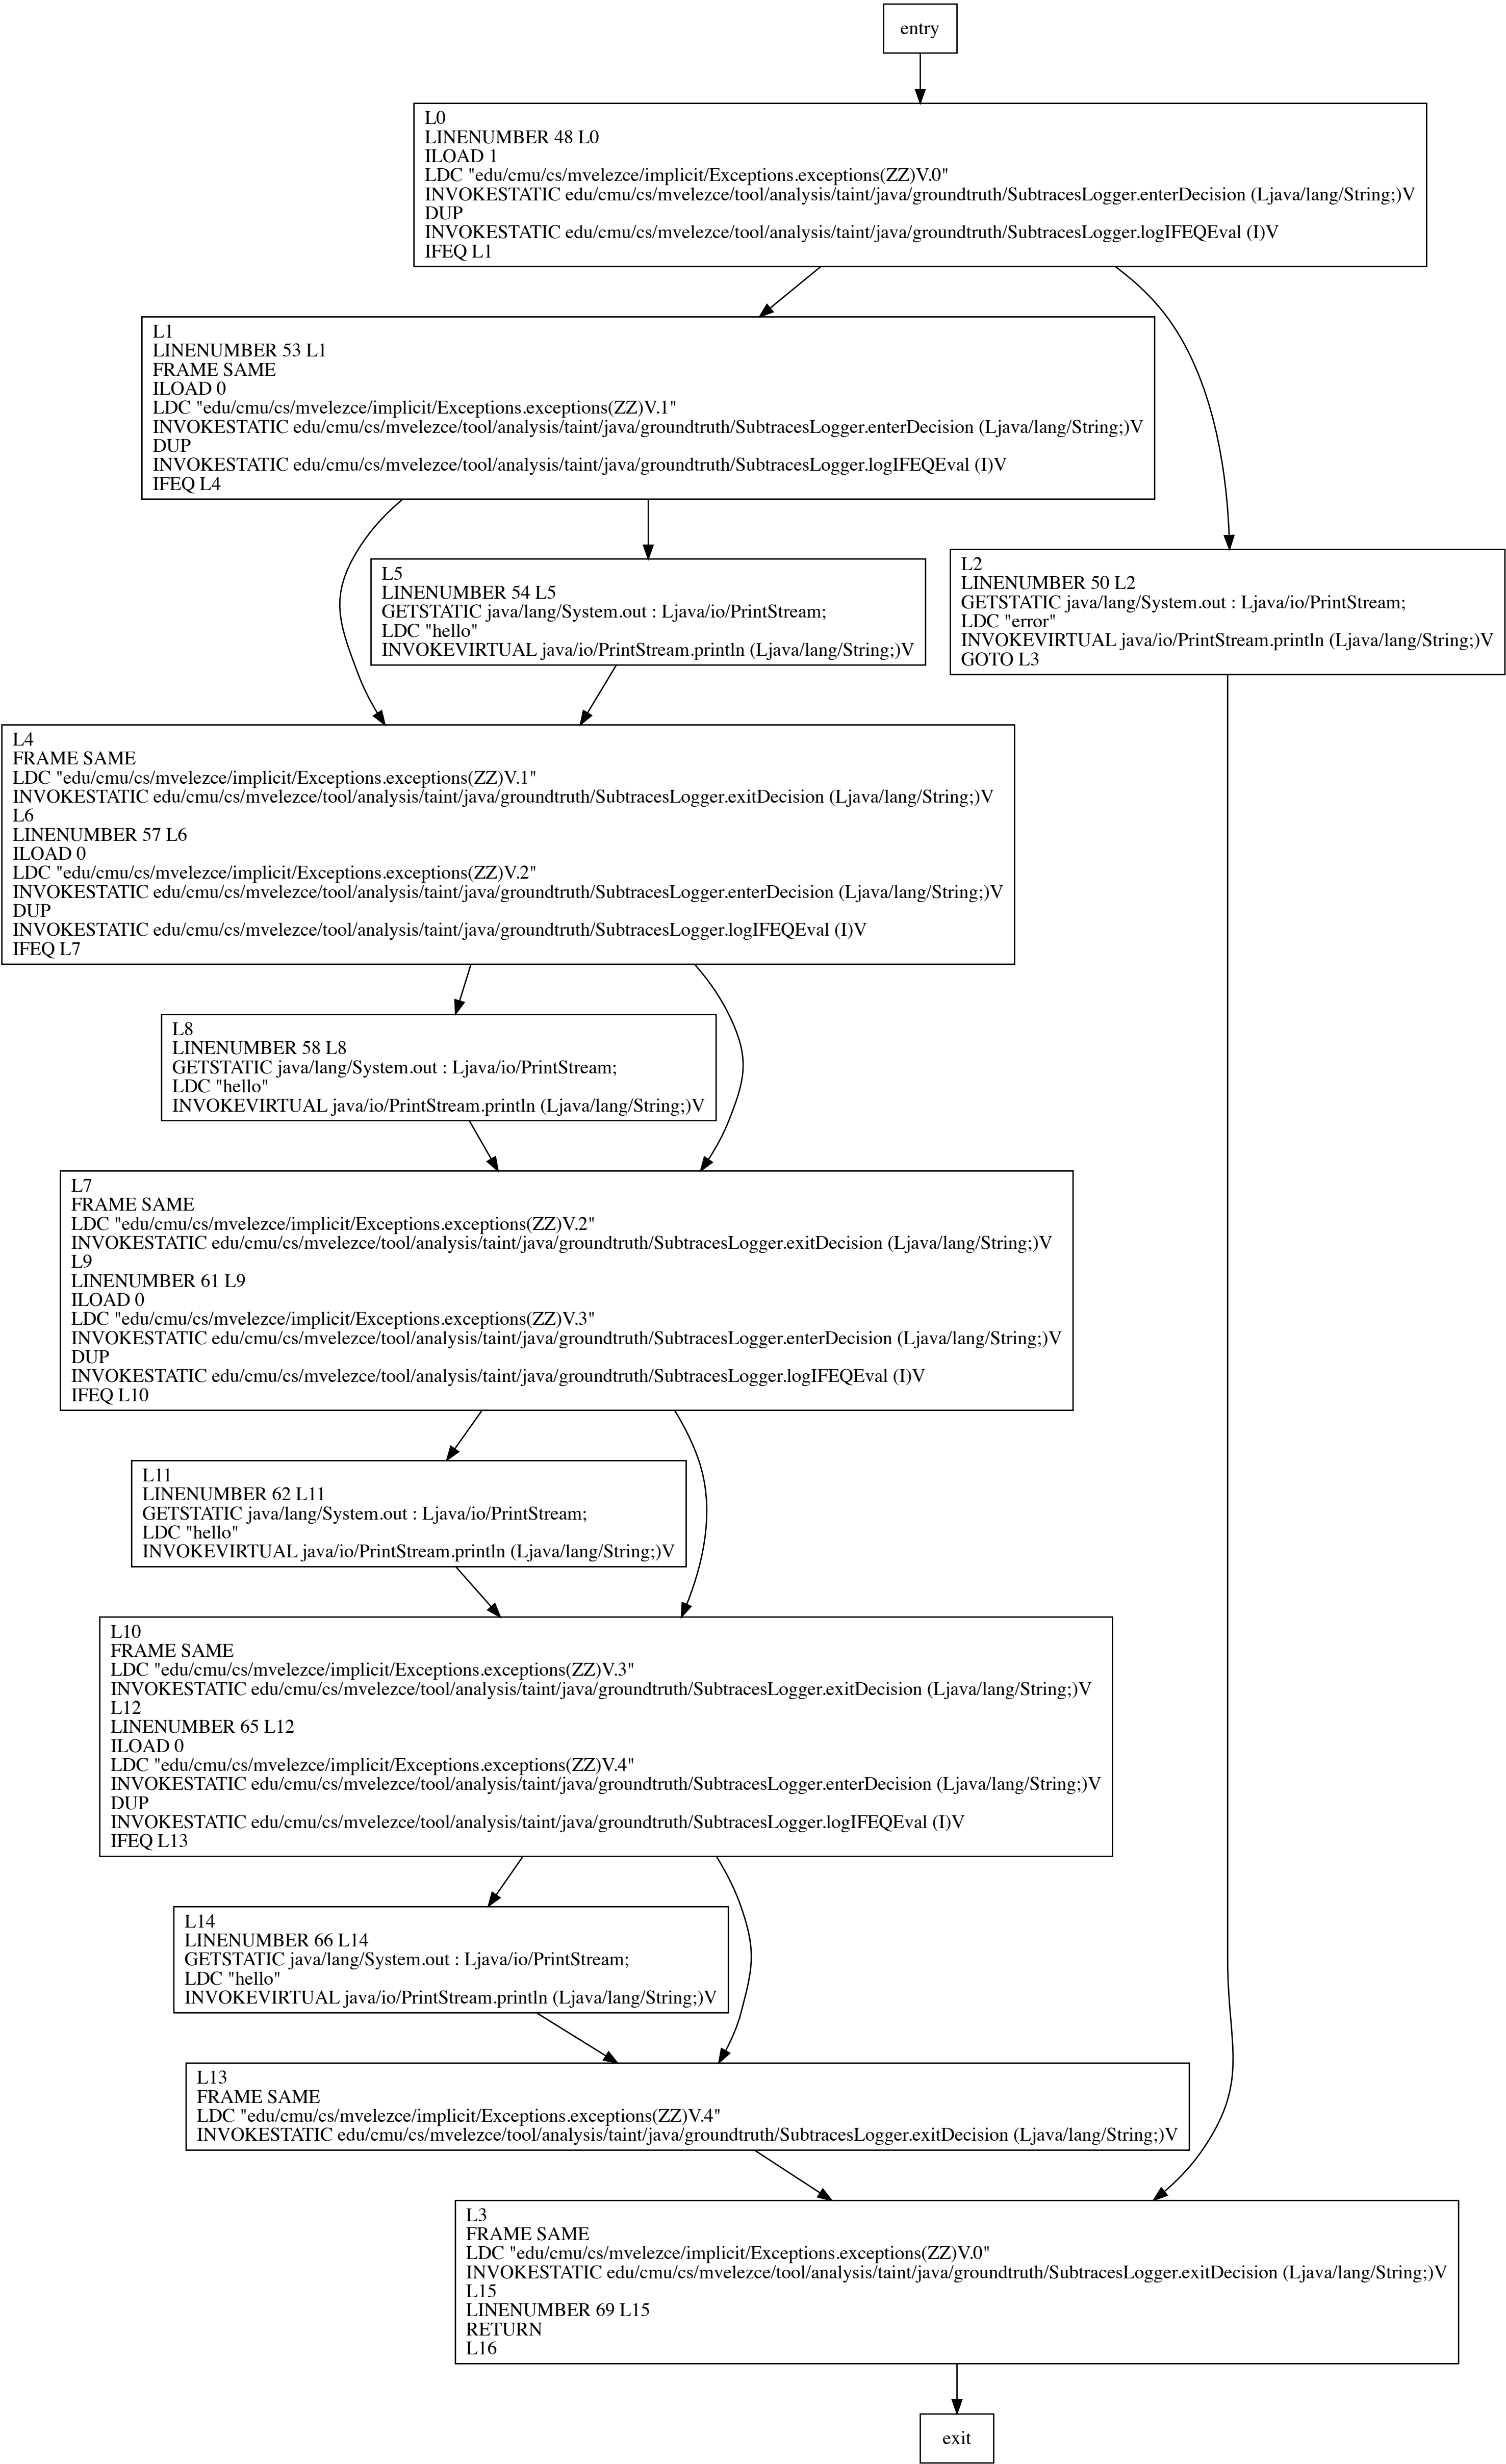 entry
L0
LINENUMBER 48 L0
ILOAD 1
LDC "edu/cmu/cs/mvelezce/implicit/Exceptions.exceptions(ZZ)V.0"
INVOKESTATIC edu/cmu/cs/mvelezce/tool/analysis/taint/java/groundtruth/SubtracesLogger.enterDecision (Ljava/lang/String;)V
DUP
INVOKESTATIC edu/cmu/cs/mvelezce/tool/analysis/taint/java/groundtruth/SubtracesLogger.logIFEQEval (I)V
IFEQ L1
L1
LINENUMBER 53 L1
FRAME SAME
ILOAD 0
LDC "edu/cmu/cs/mvelezce/implicit/Exceptions.exceptions(ZZ)V.1"
INVOKESTATIC edu/cmu/cs/mvelezce/tool/analysis/taint/java/groundtruth/SubtracesLogger.enterDecision (Ljava/lang/String;)V
DUP
INVOKESTATIC edu/cmu/cs/mvelezce/tool/analysis/taint/java/groundtruth/SubtracesLogger.logIFEQEval (I)V
IFEQ L4
L5
LINENUMBER 54 L5
GETSTATIC java/lang/System.out : Ljava/io/PrintStream;
LDC "hello"
INVOKEVIRTUAL java/io/PrintStream.println (Ljava/lang/String;)V
L2
LINENUMBER 50 L2
GETSTATIC java/lang/System.out : Ljava/io/PrintStream;
LDC "error"
INVOKEVIRTUAL java/io/PrintStream.println (Ljava/lang/String;)V
GOTO L3
L4
FRAME SAME
LDC "edu/cmu/cs/mvelezce/implicit/Exceptions.exceptions(ZZ)V.1"
INVOKESTATIC edu/cmu/cs/mvelezce/tool/analysis/taint/java/groundtruth/SubtracesLogger.exitDecision (Ljava/lang/String;)V
L6
LINENUMBER 57 L6
ILOAD 0
LDC "edu/cmu/cs/mvelezce/implicit/Exceptions.exceptions(ZZ)V.2"
INVOKESTATIC edu/cmu/cs/mvelezce/tool/analysis/taint/java/groundtruth/SubtracesLogger.enterDecision (Ljava/lang/String;)V
DUP
INVOKESTATIC edu/cmu/cs/mvelezce/tool/analysis/taint/java/groundtruth/SubtracesLogger.logIFEQEval (I)V
IFEQ L7
L8
LINENUMBER 58 L8
GETSTATIC java/lang/System.out : Ljava/io/PrintStream;
LDC "hello"
INVOKEVIRTUAL java/io/PrintStream.println (Ljava/lang/String;)V
L7
FRAME SAME
LDC "edu/cmu/cs/mvelezce/implicit/Exceptions.exceptions(ZZ)V.2"
INVOKESTATIC edu/cmu/cs/mvelezce/tool/analysis/taint/java/groundtruth/SubtracesLogger.exitDecision (Ljava/lang/String;)V
L9
LINENUMBER 61 L9
ILOAD 0
LDC "edu/cmu/cs/mvelezce/implicit/Exceptions.exceptions(ZZ)V.3"
INVOKESTATIC edu/cmu/cs/mvelezce/tool/analysis/taint/java/groundtruth/SubtracesLogger.enterDecision (Ljava/lang/String;)V
DUP
INVOKESTATIC edu/cmu/cs/mvelezce/tool/analysis/taint/java/groundtruth/SubtracesLogger.logIFEQEval (I)V
IFEQ L10
L11
LINENUMBER 62 L11
GETSTATIC java/lang/System.out : Ljava/io/PrintStream;
LDC "hello"
INVOKEVIRTUAL java/io/PrintStream.println (Ljava/lang/String;)V
L10
FRAME SAME
LDC "edu/cmu/cs/mvelezce/implicit/Exceptions.exceptions(ZZ)V.3"
INVOKESTATIC edu/cmu/cs/mvelezce/tool/analysis/taint/java/groundtruth/SubtracesLogger.exitDecision (Ljava/lang/String;)V
L12
LINENUMBER 65 L12
ILOAD 0
LDC "edu/cmu/cs/mvelezce/implicit/Exceptions.exceptions(ZZ)V.4"
INVOKESTATIC edu/cmu/cs/mvelezce/tool/analysis/taint/java/groundtruth/SubtracesLogger.enterDecision (Ljava/lang/String;)V
DUP
INVOKESTATIC edu/cmu/cs/mvelezce/tool/analysis/taint/java/groundtruth/SubtracesLogger.logIFEQEval (I)V
IFEQ L13
L14
LINENUMBER 66 L14
GETSTATIC java/lang/System.out : Ljava/io/PrintStream;
LDC "hello"
INVOKEVIRTUAL java/io/PrintStream.println (Ljava/lang/String;)V
L13
FRAME SAME
LDC "edu/cmu/cs/mvelezce/implicit/Exceptions.exceptions(ZZ)V.4"
INVOKESTATIC edu/cmu/cs/mvelezce/tool/analysis/taint/java/groundtruth/SubtracesLogger.exitDecision (Ljava/lang/String;)V
L3
FRAME SAME
LDC "edu/cmu/cs/mvelezce/implicit/Exceptions.exceptions(ZZ)V.0"
INVOKESTATIC edu/cmu/cs/mvelezce/tool/analysis/taint/java/groundtruth/SubtracesLogger.exitDecision (Ljava/lang/String;)V
L15
LINENUMBER 69 L15
RETURN
L16
exit